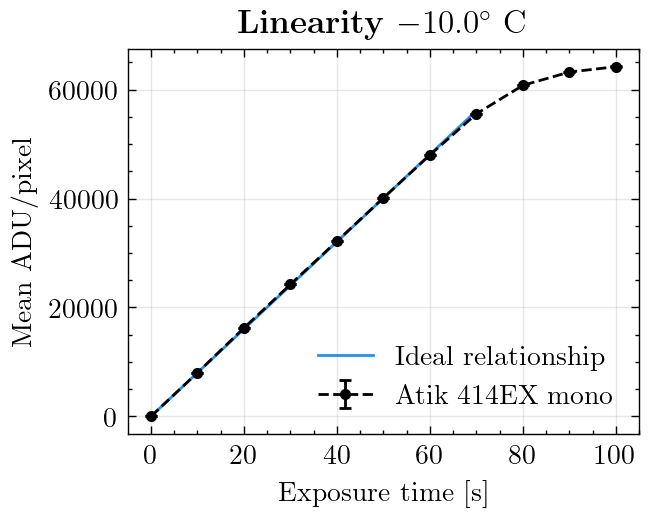 Linearity −10.0° C
Mean ADU/pixel
60000
40000
20000
0
Ideal relationship
Atik 414EX mono
0 20 40 60 80 100
Exposure time [s]